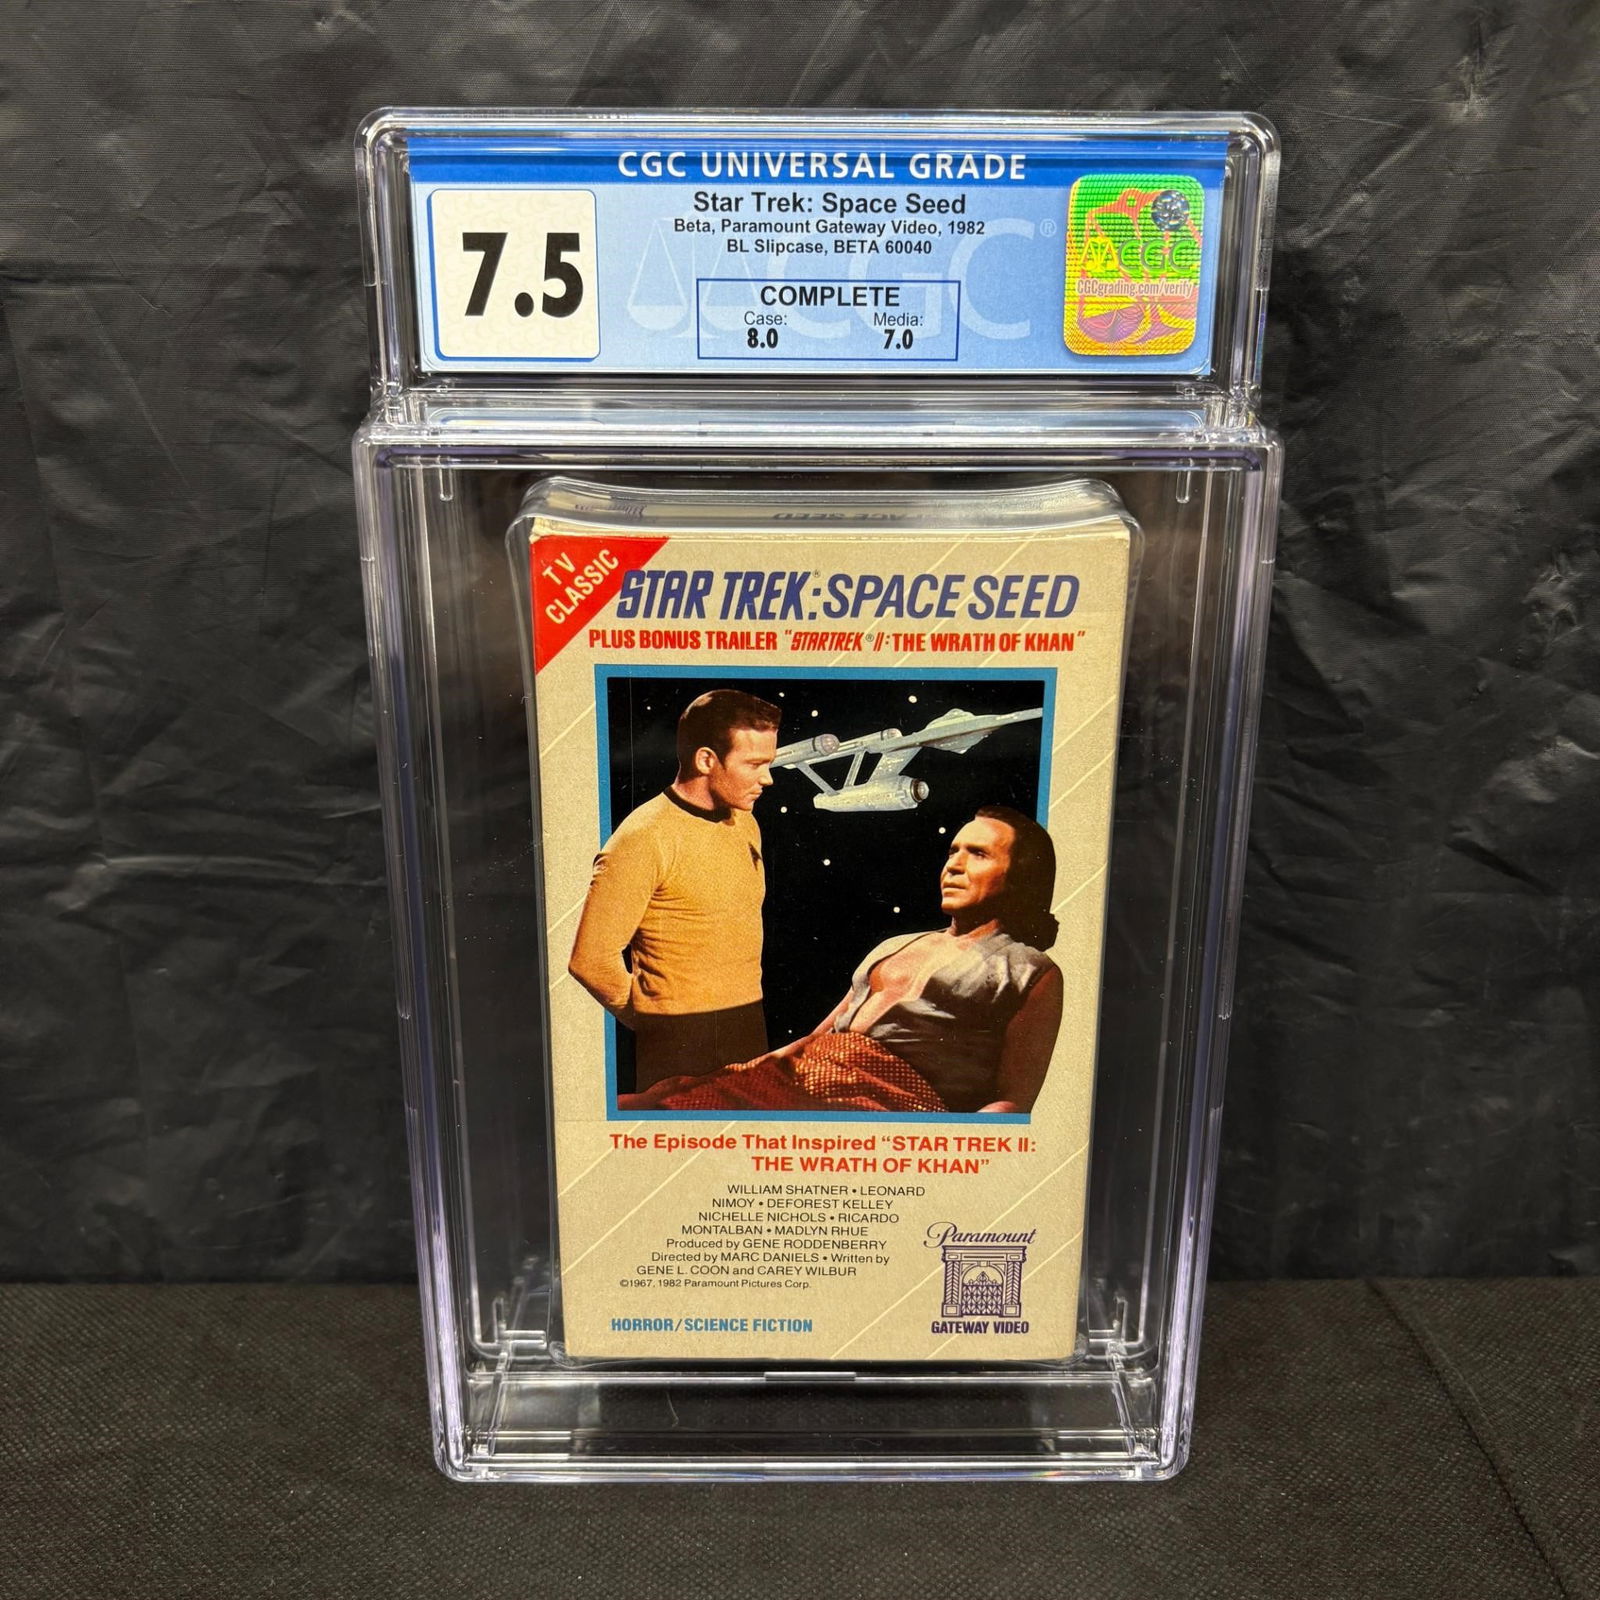 CGC UNIVERSAL GRADE
7.5
Star Trek: Space Seed
Beta, Paramount Gateway Video, 1982
BL Slipcase, BETA 60040
COMPLETE
Case: Media:
8.0 7.0
CGC®
CGC
CGCgrading.com/verify
SPACE SEED
TV
CLASSIC
STAR TREK®: SPACE SEED
PLUS BONUS TRAILER "STAR TREK® II: THE WRATH OF KHAN"
The Episode That Inspired "STAR TREK II:
THE WRATH OF KHAN"
WILLIAM SHATNER • LEONARD
NIMOY • DEFOREST KELLEY
NICHELLE NICHOLS • RICARDO
MONTALBAN • MADLYN RHUE
Produced by GENE RODDENBERRY
Directed by MARC DANIELS • Written by
GENE L. COON and CAREY WILBUR
©1967, 1982 Paramount Pictures Corp.
HORROR/SCIENCE FICTION
Paramount
GATEWAY VIDEO